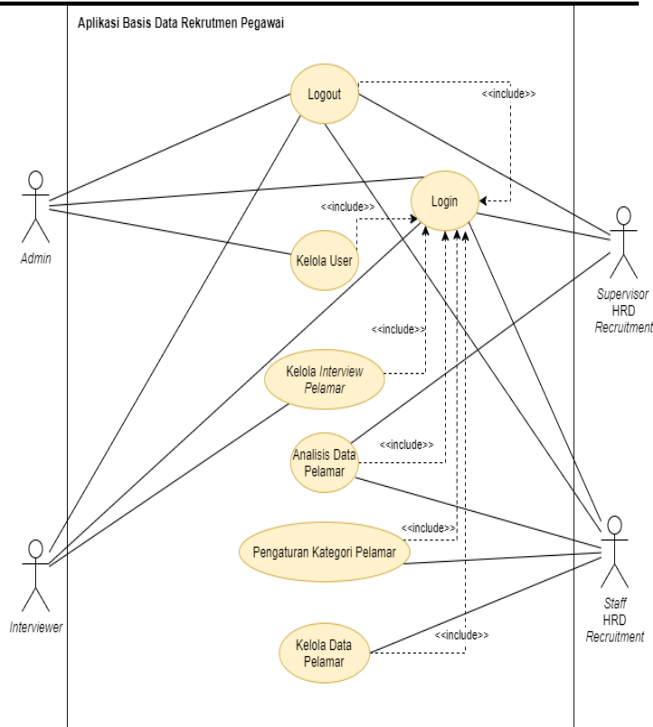 Aplikasi Basis Data Rekrutmen Pegawai
Logout
<<include>>
Login
<<include>>
Admin
Kelola User
Supervisor
HRD
Recruitment
<<include>>
Kelola Interview
Pelamar
<<include>>
Analisis Data
Pelamar
<<include>>
Pengaturan Kategori Pelamar
Interviewer
Staff
HRD
Recruitment
<<include>>
Kelola Data
Pelamar